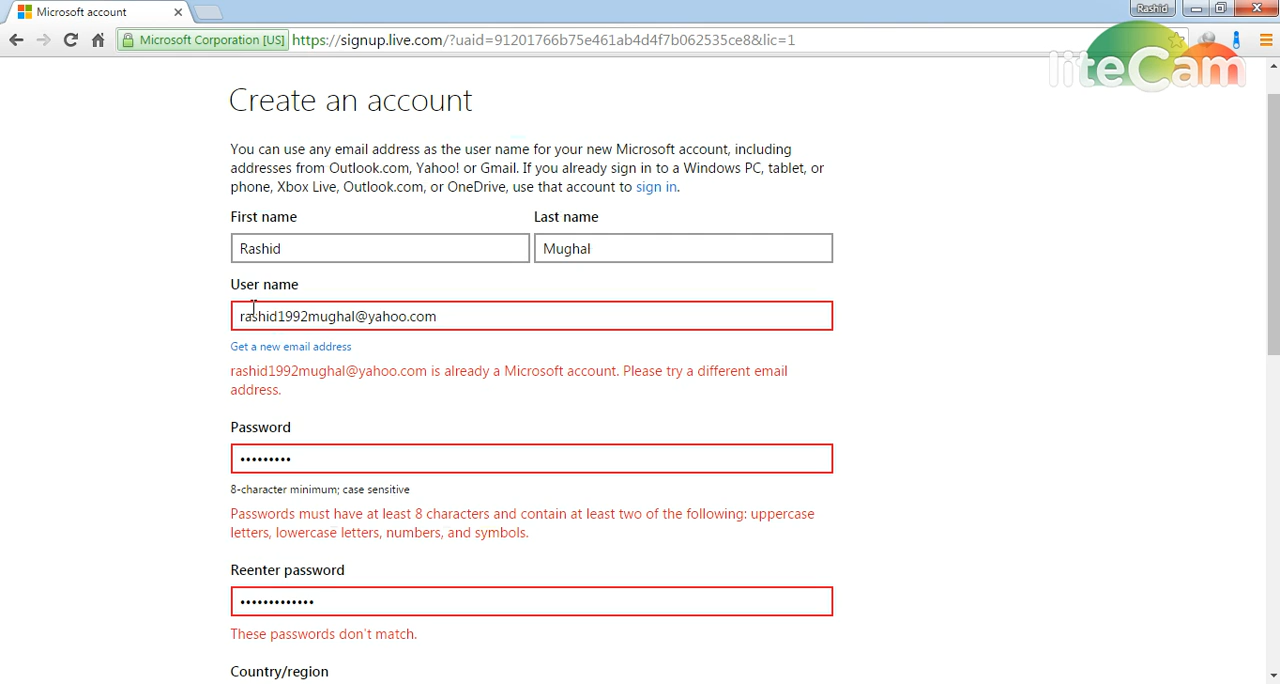 Microsoft account
Rashid
Microsoft Corporation [US] https://signup.live.com/?uaid=91201766b75e461ab4d4f7b062535ce8&lic=1
liteCam
Create an account
You can use any email address as the user name for your new Microsoft account, including
addresses from Outlook.com, Yahoo! or Gmail. If you already sign in to a Windows PC, tablet, or
phone, Xbox Live, Outlook.com, or OneDrive, use that account to sign in.
First name Last name
Rashid Mughal
User name
rashid1992mughal@yahoo.com
Get a new email address
rashid1992mughal@yahoo.com is already a Microsoft account. Please try a different email
address.
Password
•••••••••
8-character minimum; case sensitive
Passwords must have at least 8 characters and contain at least two of the following: uppercase
letters, lowercase letters, numbers, and symbols.
Reenter password
•••••••••••••
These passwords don't match.
Country/region